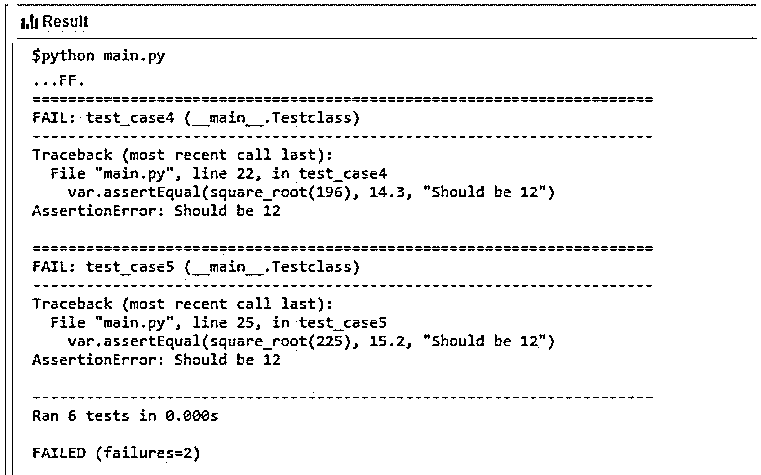 Result
$python main.py
...FF.
======================================================================
FAIL: test_case4 (__main__.Testclass)
----------------------------------------------------------------------
Traceback (most recent call last):
  File "main.py", line 22, in test_case4
    var.assertEqual(square_root(196), 14.3, "Should be 12")
AssertionError: Should be 12
======================================================================
FAIL: test_case5 (__main__.Testclass)
----------------------------------------------------------------------
Traceback (most recent call last):
  File "main.py", line 25, in test_case5
    var.assertEqual(square_root(225), 15.2, "Should be 12")
AssertionError: Should be 12
----------------------------------------------------------------------
Ran 6 tests in 0.000s
FAILED (failures=2)